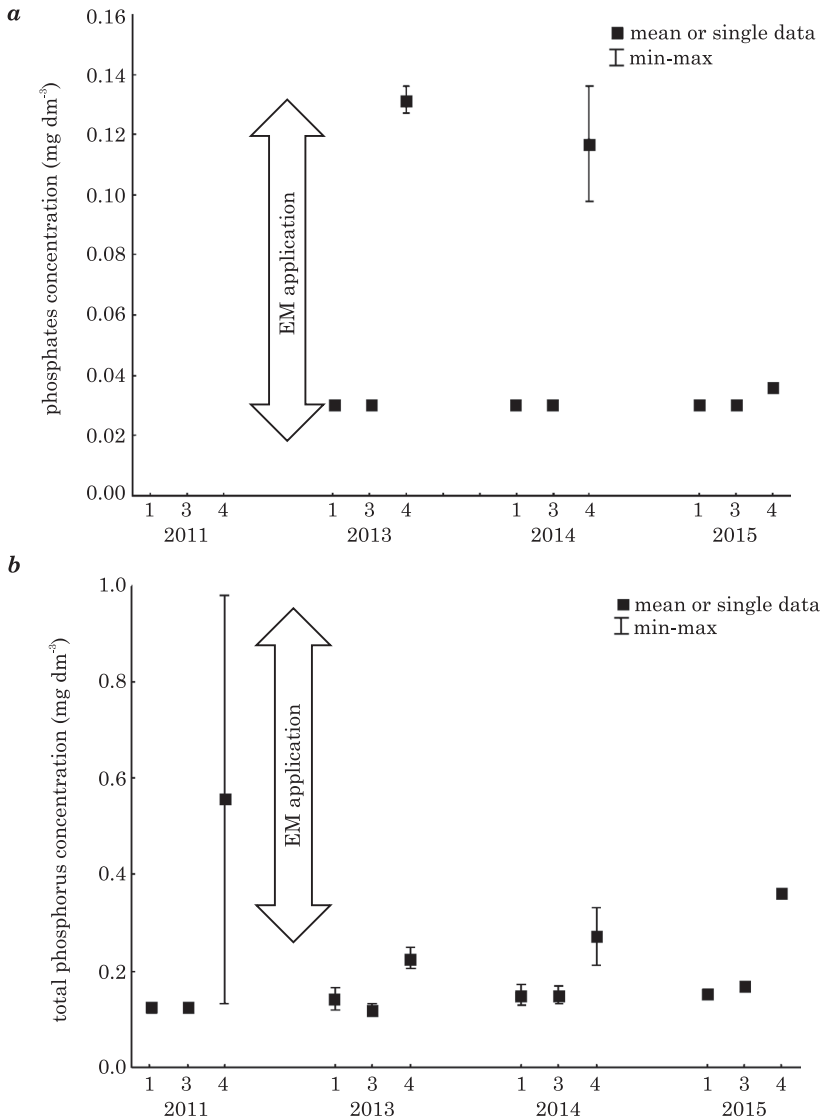 a
0.16
0.14
0.12
0.10
0.08
0.06
0.04
0.02
0.00
phosphates concentration (mg dm⁻³)
mean or single data
min-max
EM application
1 3 4 1 3 4 1 3 4 1 3 4
2011 2013 2014 2015
b
1.0
0.8
0.6
0.4
0.2
0.0
total phosphorus concentration (mg dm⁻³)
mean or single data
min-max
EM application
1 3 4 1 3 4 1 3 4 1 3 4
2011 2013 2014 2015